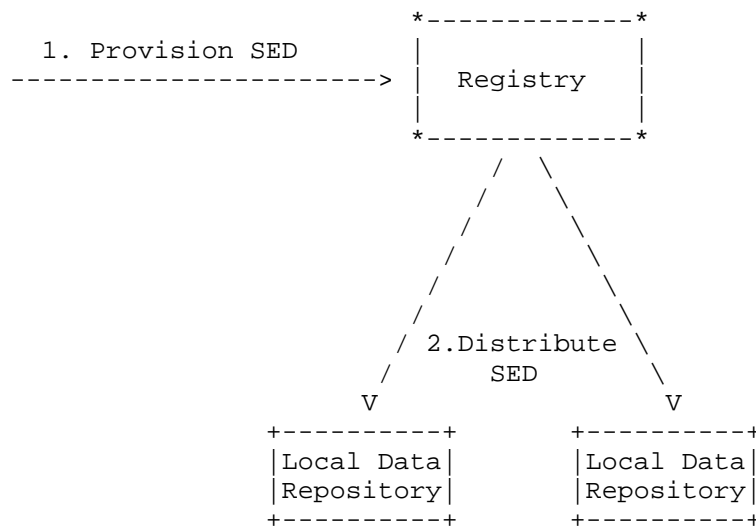 1. Provision SED
Registry
2.Distribute
SED
V V
Local Data Local Data
Repository Repository